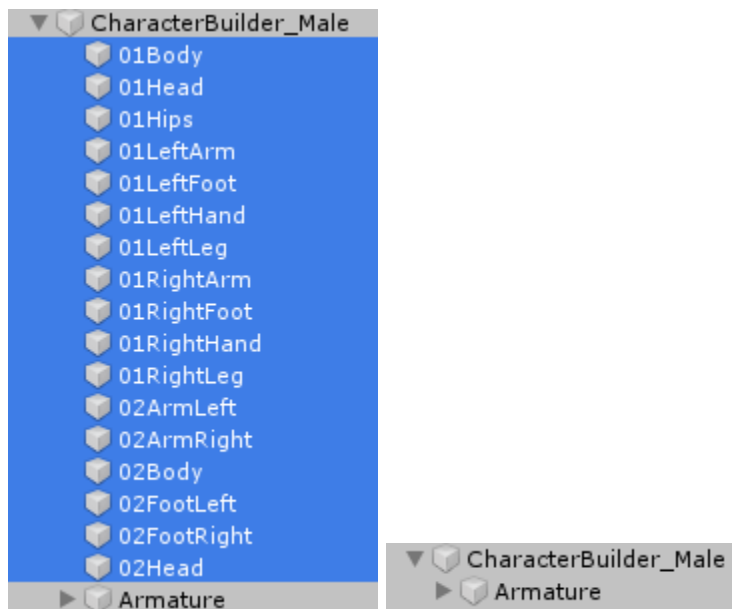 CharacterBuilder_Male
01Body
01Head
01Hips
01LeftArm
01LeftFoot
01LeftHand
01LeftLeg
01RightArm
01RightFoot
01RightHand
01RightLeg
02ArmLeft
02ArmRight
02Body
02FootLeft
02FootRight
02Head
Armature
CharacterBuilder_Male
Armature